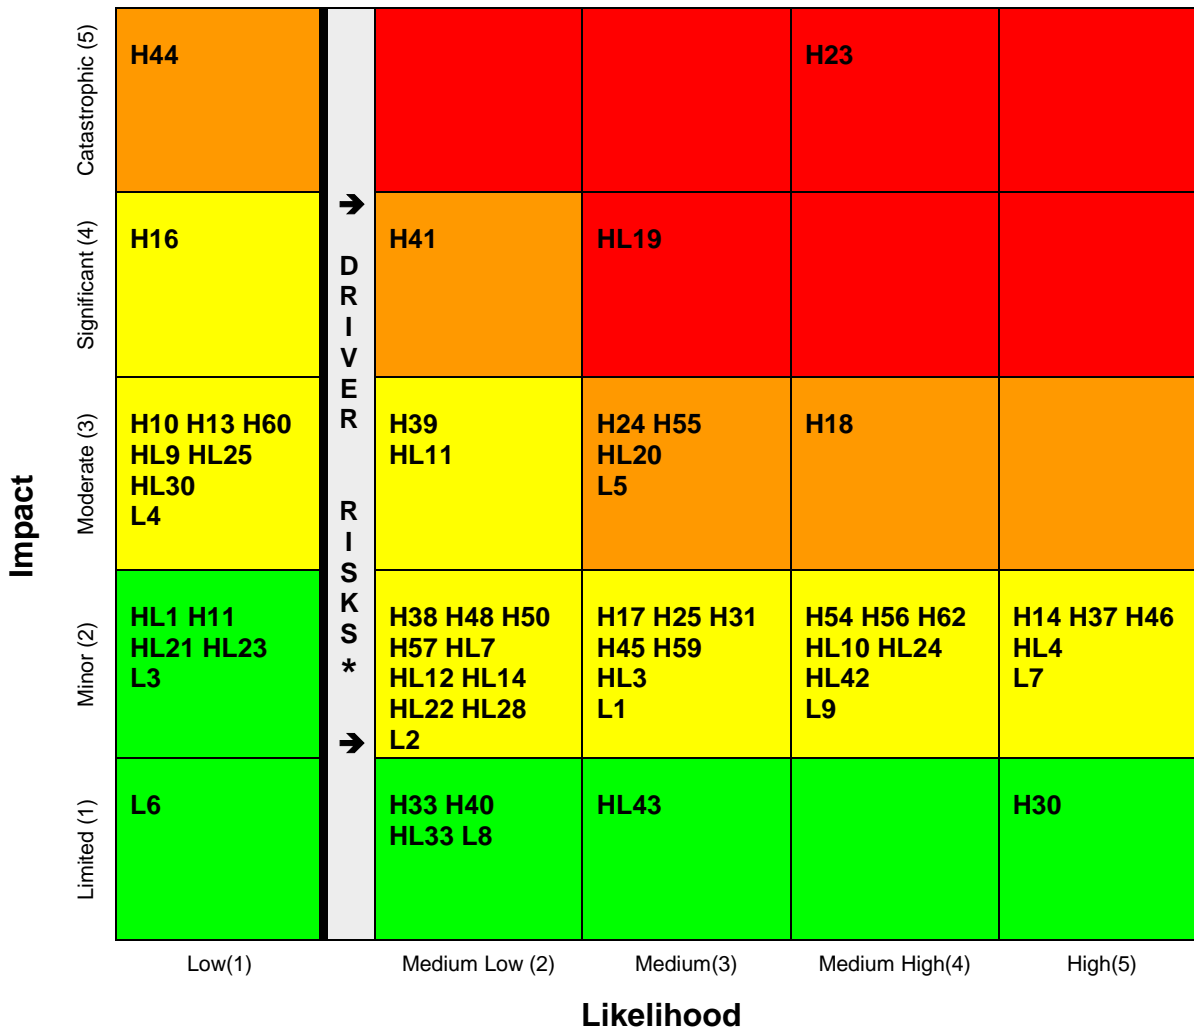 Impact
Catastrophic (5)
H44
H23
Significant (4)
H16
H41
HL19
Moderate (3)
H10 H13 H60
HL9 HL25
HL30
L4
H39
HL11
H24 H55
HL20
L5
H18
Minor (2)
HL1 H11
HL21 HL23
L3
H38 H48 H50
H57 HL7
HL12 HL14
HL22 HL28
L2
H17 H25 H31
H45 H59
HL3
L1
H54 H56 H62
HL10 HL24
HL42
L9
H14 H37 H46
HL4
L7
Limited (1)
L6
H33 H40
HL33 L8
HL43
H30
➔ DRIVER RISKS* ➔
Low(1)
Medium Low (2)
Medium(3)
Medium High(4)
High(5)
Likelihood